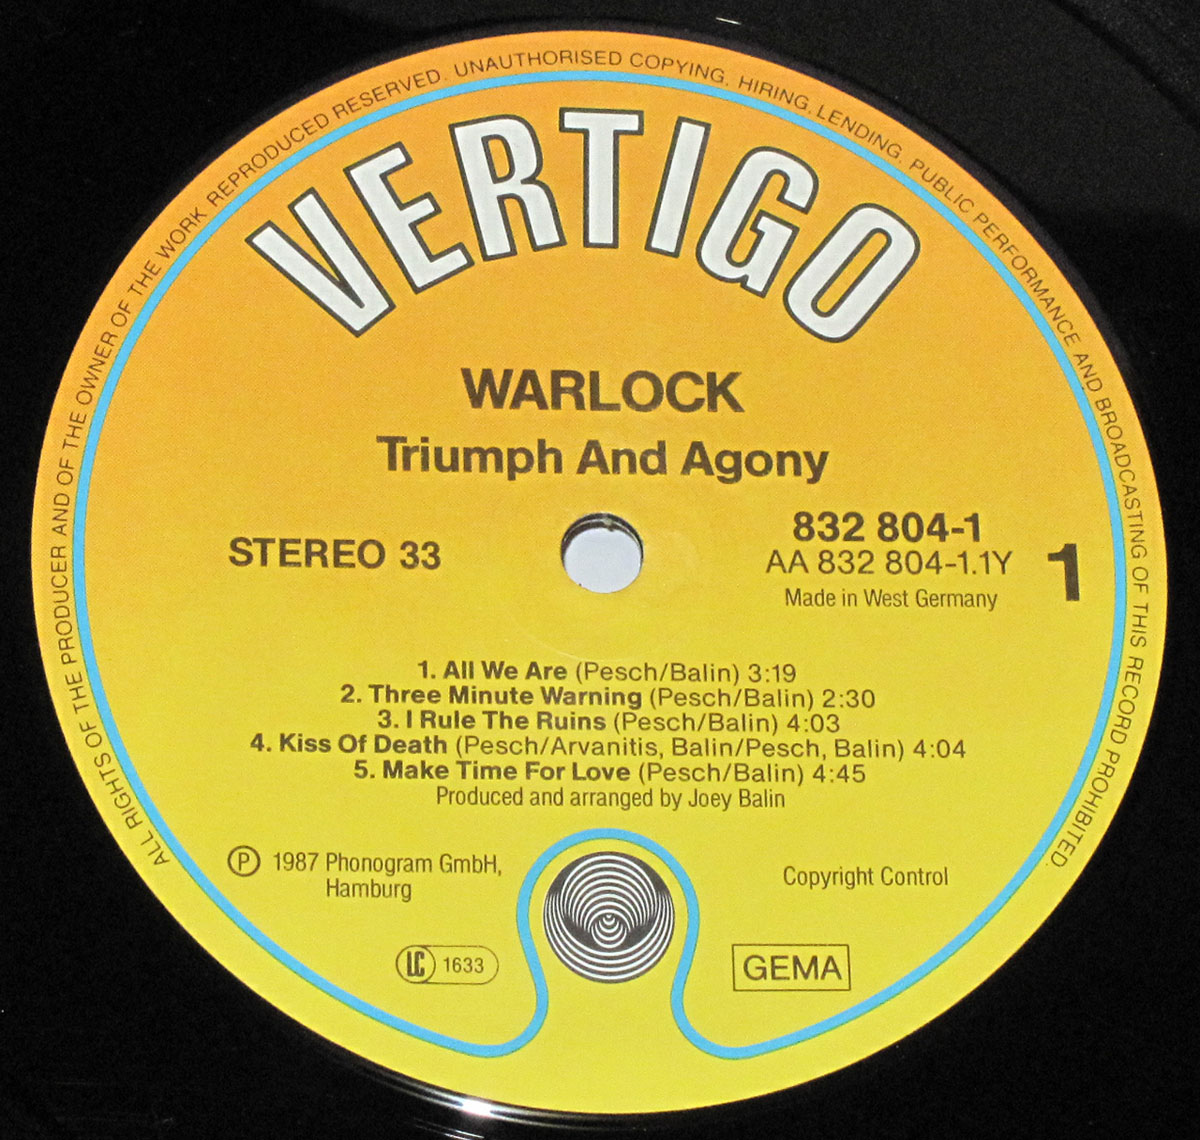 ALL RIGHTS OF THE PRODUCER AND OF THE OWNER OF THE WORK REPRODUCED RESERVED. UNAUTHORISED COPYING, HIRING, LENDING, PUBLIC PERFORMANCE AND BROADCASTING OF THIS RECORD PROHIBITED.
VERTIGO
WARLOCK
Triumph And Agony
STEREO 33
832 804-1
AA 832 804-1.1Y
Made in West Germany
1
1. All We Are (Pesch/Balin) 3:19
2. Three Minute Warning (Pesch/Balin) 2:30
3. I Rule The Ruins (Pesch/Balin) 4:03
4. Kiss Of Death (Pesch/Arvanitis, Balin/Pesch, Balin) 4:04
5. Make Time For Love (Pesch/Balin) 4:45
Produced and arranged by Joey Balin
Ⓟ 1987 Phonogram GmbH,
Hamburg
Copyright Control
LC 1633
GEMA